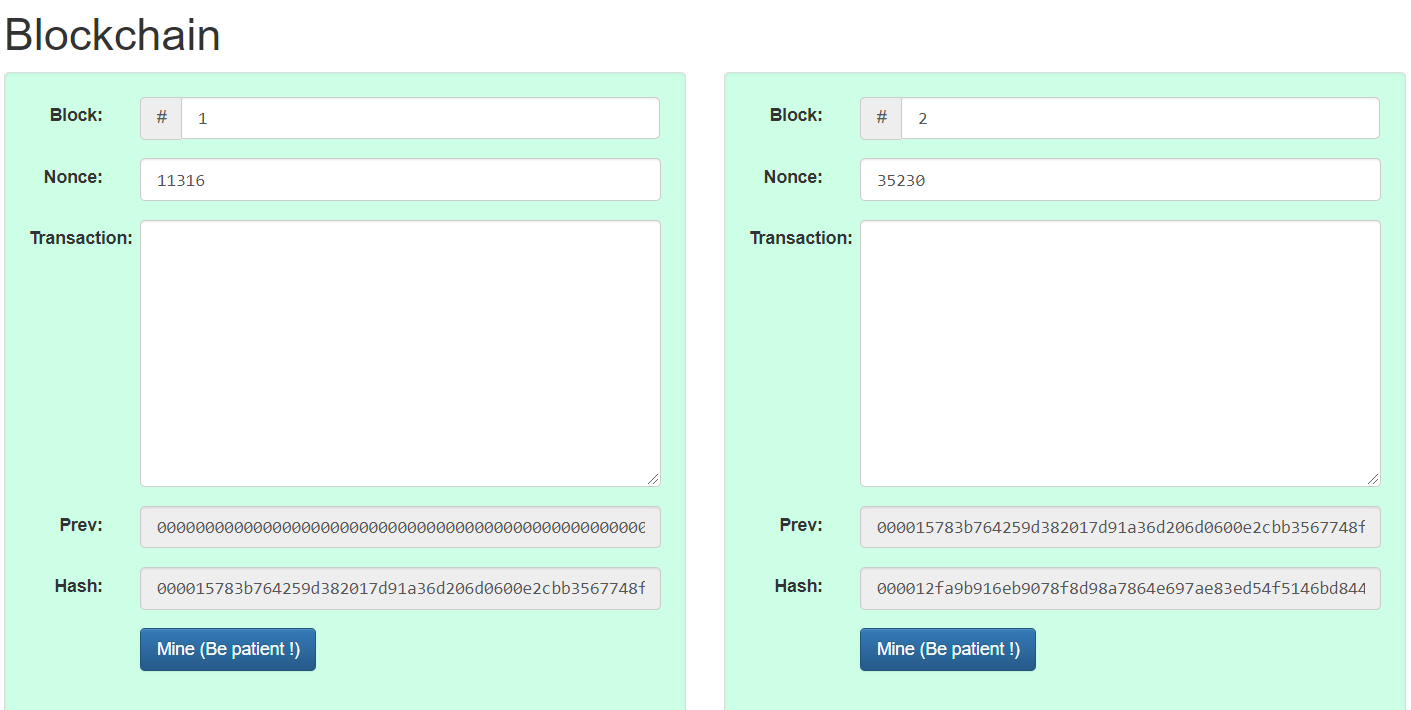 Blockchain
Block: # 1
Nonce: 11316
Transaction:
Prev: 00000000000000000000000000000000000000000000000000
Hash: 000015783b764259d382017d91a36d206d0600e2cbb3567748f
Mine (Be patient !)
Block: # 2
Nonce: 35230
Transaction:
Prev: 000015783b764259d382017d91a36d206d0600e2cbb3567748f
Hash: 000012fa9b916eb9078f8d98a7864e697ae83ed54f5146bd844
Mine (Be patient !)